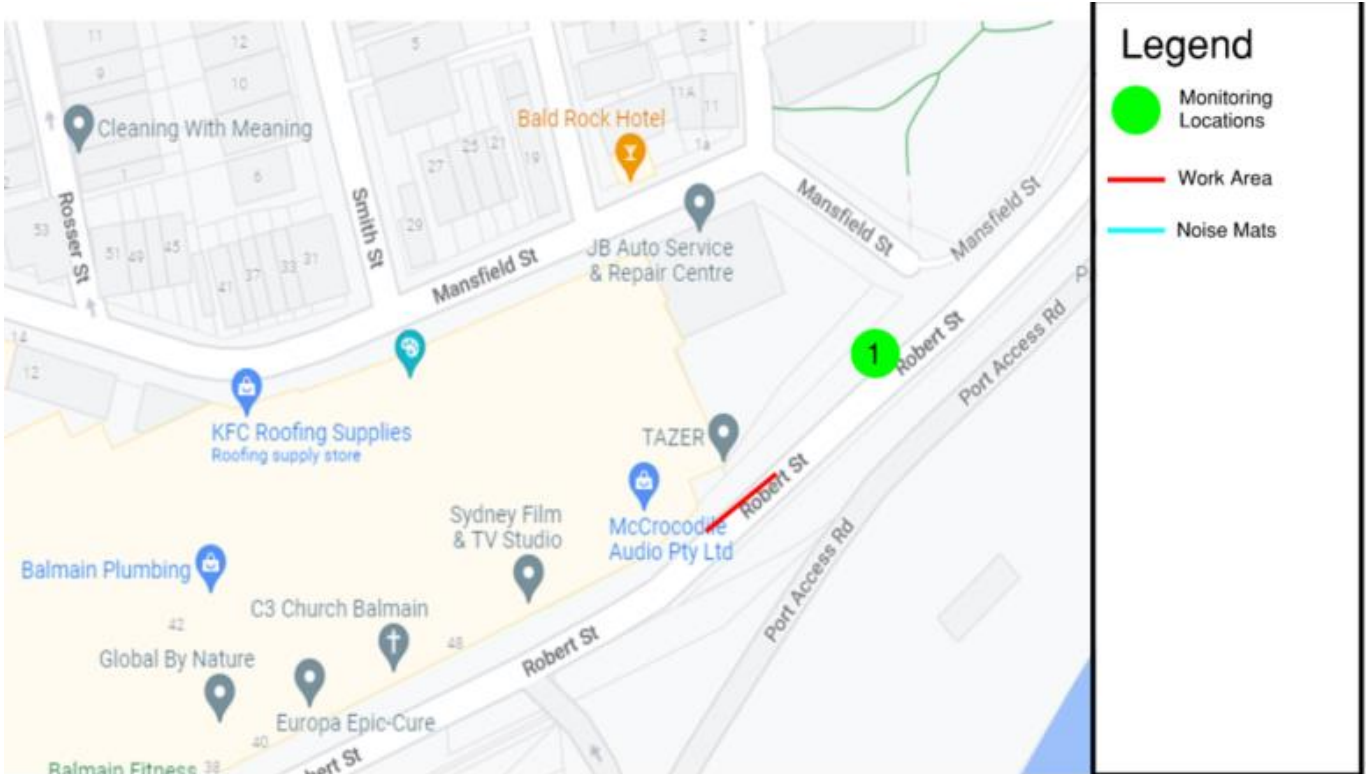 11
9
12
10
5
1
2
11A
11
1a
Cleaning With Meaning
Bald Rock Hotel
25
21
19
27
29
1
6
Rosser St
Smith St
53
51
49
45
41
37
33
31
Mansfield St
JB Auto Service
& Repair Centre
Mansfield St
Mansfield St
14
12
1
Robert St
Port Access Rd
KFC Roofing Supplies
Roofing supply store
TAZER
Robert St
McCrocodile
Audio Pty Ltd
Sydney Film
& TV Studio
Port Access Rd
Balmain Plumbing
C3 Church Balmain
42
48
Global By Nature
Robert St
Europa Epic-Cure
40
38
Balmain Fitness
bert St
Legend
Monitoring
Locations
Work Area
Noise Mats